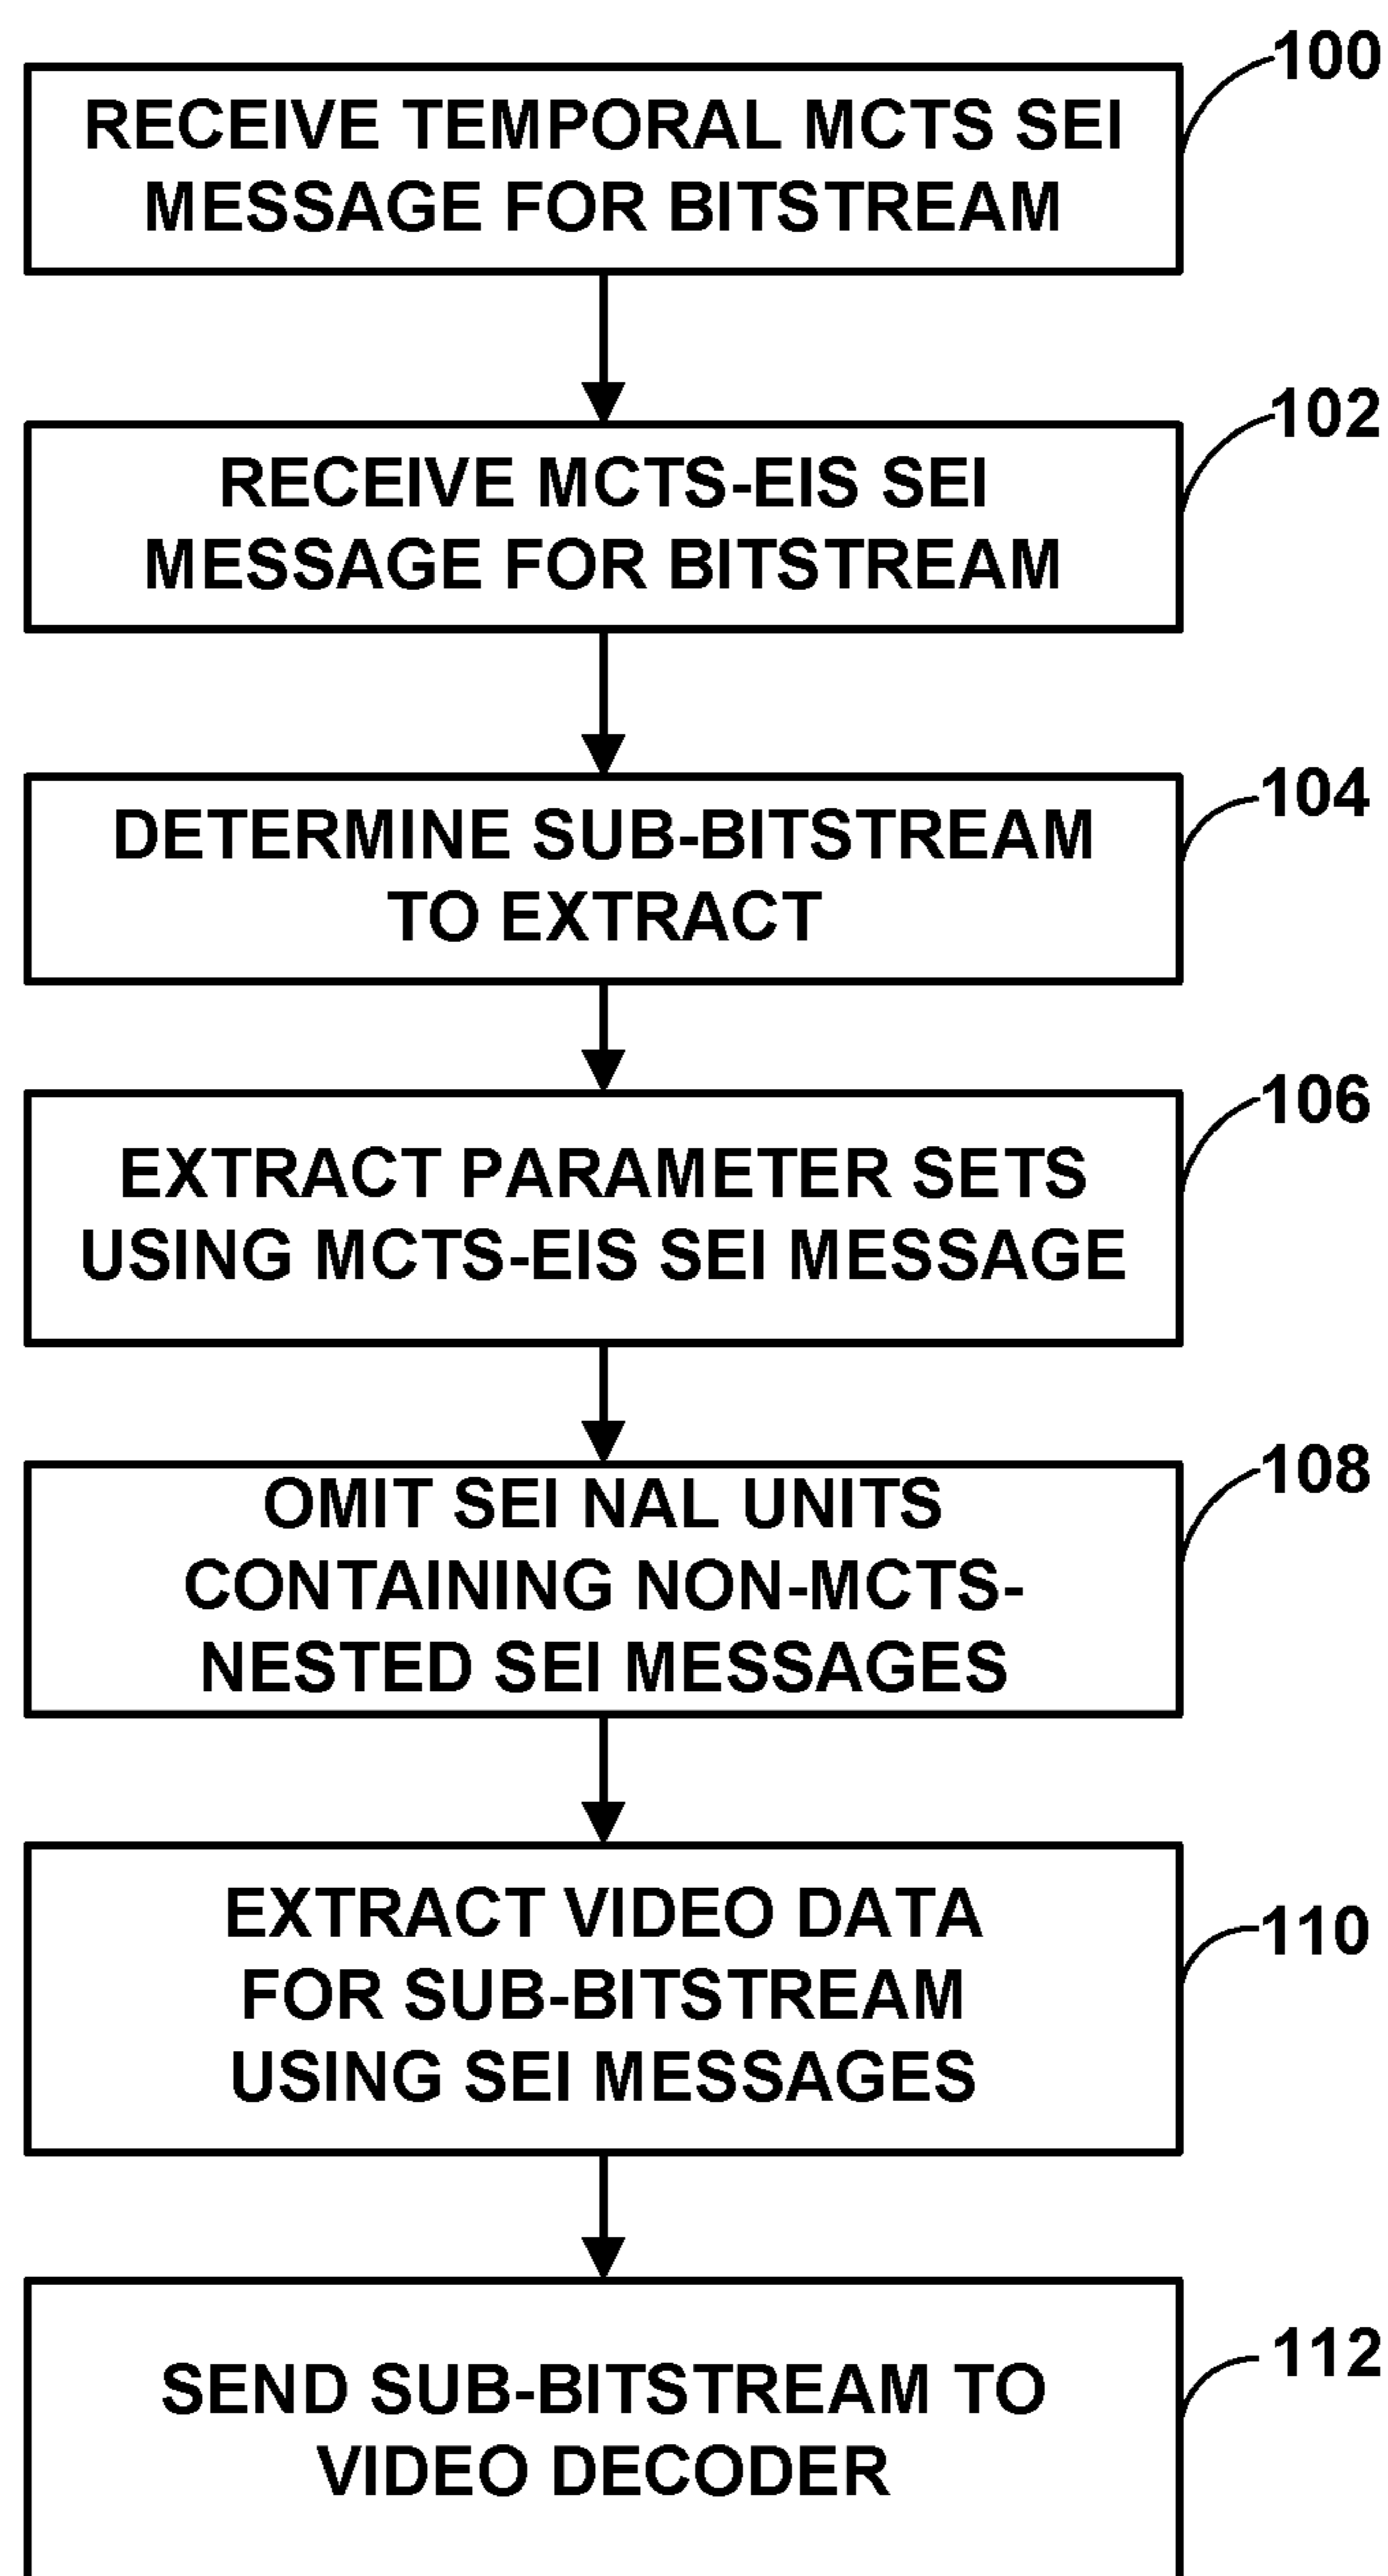 100
RECEIVE TEMPORAL MCTS SEI
MESSAGE FOR BITSTREAM
102
RECEIVE MCTS-EIS SEI
MESSAGE FOR BITSTREAM
104
DETERMINE SUB-BITSTREAM
TO EXTRACT
106
EXTRACT PARAMETER SETS
USING MCTS-EIS SEI MESSAGE
108
OMIT SEI NAL UNITS
CONTAINING NON-MCTS-
NESTED SEI MESSAGES
110
EXTRACT VIDEO DATA
FOR SUB-BITSTREAM
USING SEI MESSAGES
112
SEND SUB-BITSTREAM TO
VIDEO DECODER